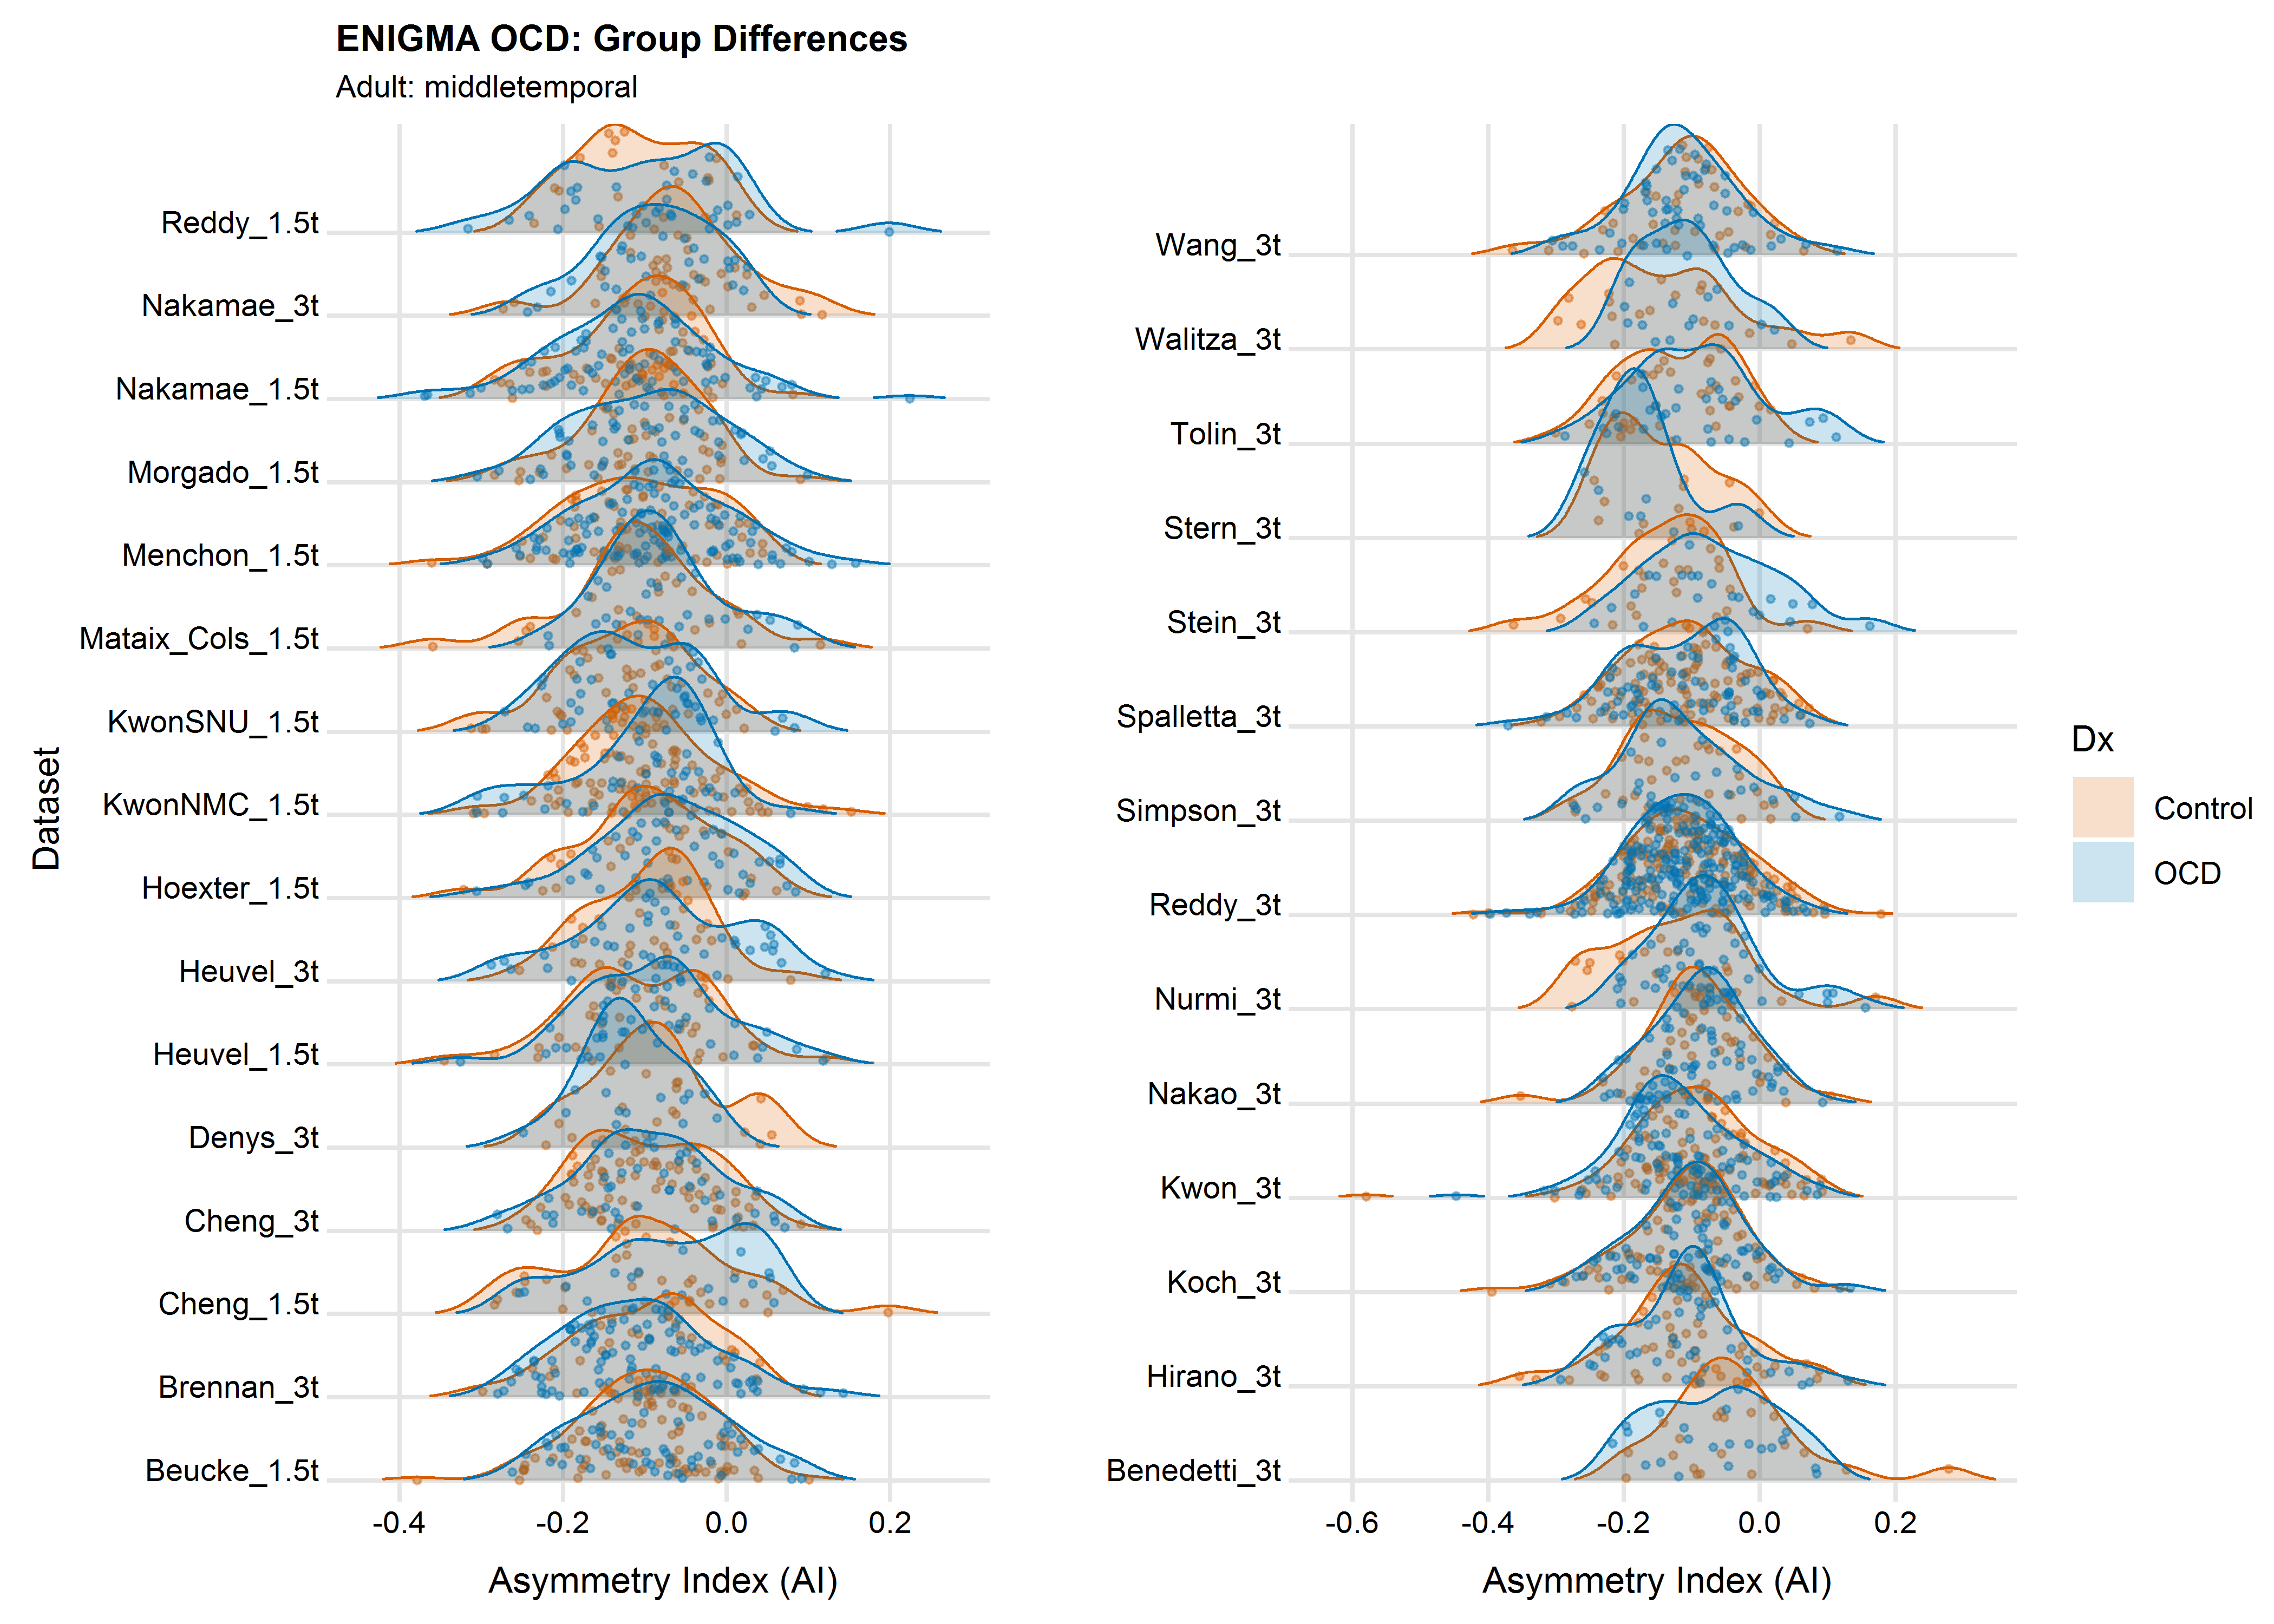 ENIGMA OCD: Group Differences
Adult: middletemporal
Dataset
Reddy_1.5t
Nakamae_3t
Nakamae_1.5t
Morgado_1.5t
Menchon_1.5t
Mataix_Cols_1.5t
KwonSNU_1.5t
KwonNMC_1.5t
Hoexter_1.5t
Heuvel_3t
Heuvel_1.5t
Denys_3t
Cheng_3t
Cheng_1.5t
Brennan_3t
Beucke_1.5t
-0.4 -0.2 0.0 0.2
Asymmetry Index (AI)
Wang_3t
Walitza_3t
Tolin_3t
Stern_3t
Stein_3t
Spalletta_3t
Simpson_3t
Reddy_3t
Nurmi_3t
Nakao_3t
Kwon_3t
Koch_3t
Hirano_3t
Benedetti_3t
-0.6 -0.4 -0.2 0.0 0.2
Asymmetry Index (AI)
Dx
Control
OCD